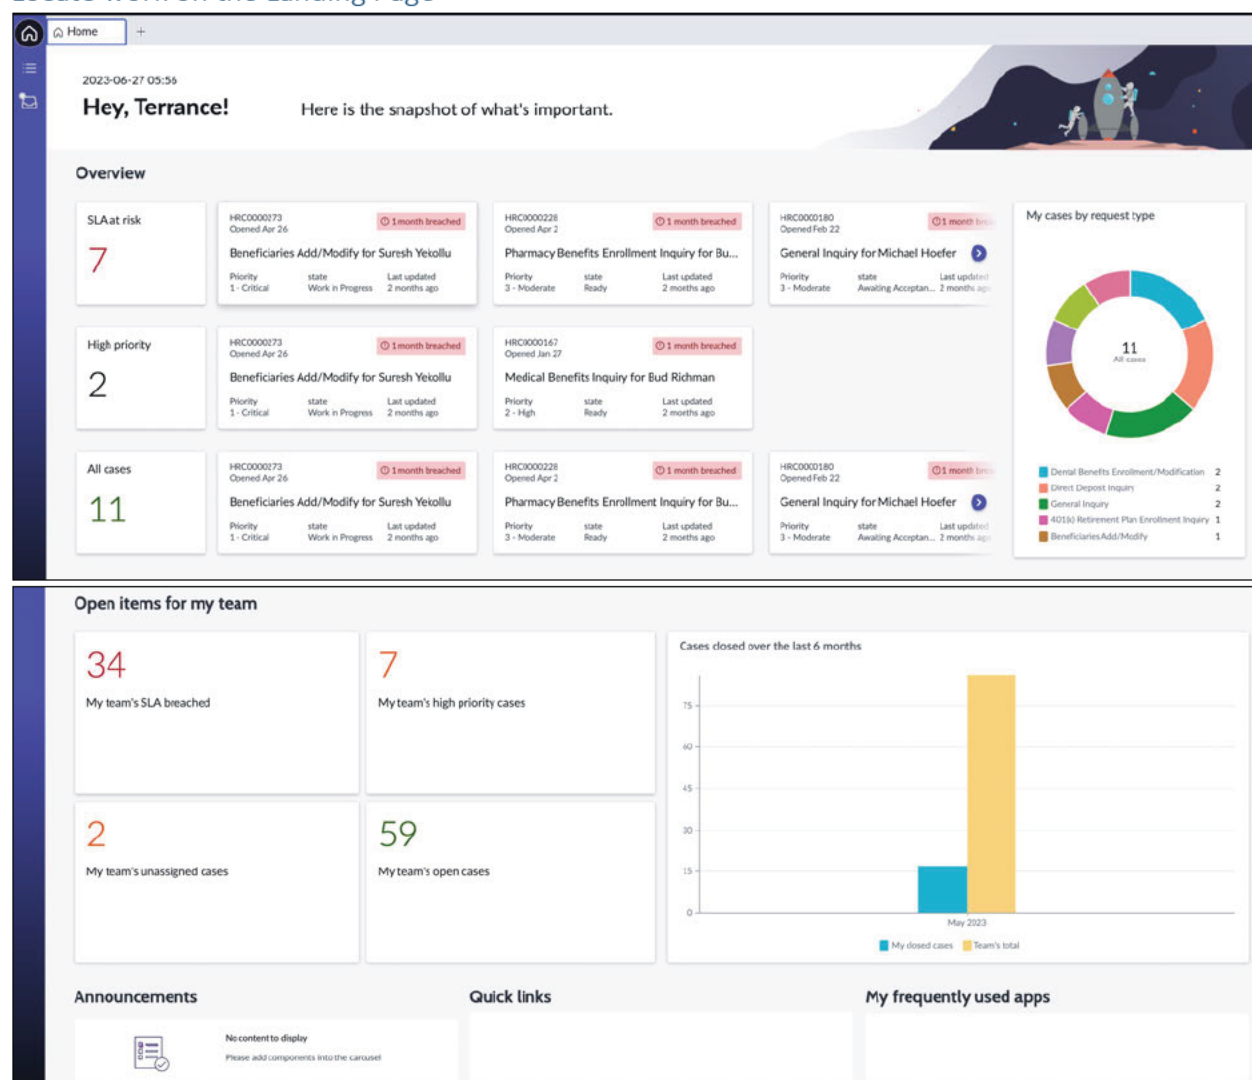 Locate Work on the Landing Page
Home
2023-06-27 05:56
Hey, Terrance!
Here is the snapshot of what's important.
Overview
SLA at risk
7
HRC0000273
Opened Apr 26
1 month breached
Beneficiaries Add/Modify for Suresh Yekollu
Priority state Last updated
1 - Critical Work in Progress 2 months ago
HRC0000228
Opened Apr 2
1 month breached
Pharmacy Benefits Enrollment Inquiry for Bu...
Priority state Last updated
3 - Moderate Ready 2 months ago
HRC0000180
Opened Feb 22
1 month
General Inquiry for Michael Hoefer
Priority state Last updated
3 - Moderate Awaiting Acceptan... 2 months ago
My cases by request type
11
All cases
Dental Benefits Enrollment/Modification 2
Direct Deposit Inquiry 2
General Inquiry 2
401(k) Retirement Plan Enrollment Inquiry 1
Beneficiaries Add/Modify 1
High priority
2
HRC0000273
Opened Apr 26
1 month breached
Beneficiaries Add/Modify for Suresh Yekollu
Priority state Last updated
1 - Critical Work in Progress 2 months ago
HRC0000167
Opened Jan 27
1 month breached
Medical Benefits Inquiry for Bud Richman
Priority state Last updated
2 - High Ready 2 months ago
All cases
11
HRC0000273
Opened Apr 26
1 month breached
Beneficiaries Add/Modify for Suresh Yekollu
Priority state Last updated
1 - Critical Work in Progress 2 months ago
HRC0000228
Opened Apr 2
1 month breached
Pharmacy Benefits Enrollment Inquiry for Bu...
Priority state Last updated
3 - Moderate Ready 2 months ago
HRC0000180
Opened Feb 22
1 month
General Inquiry for Michael Hoefer
Priority state Last updated
3 - Moderate Awaiting Acceptan... 2 months ago
Open items for my team
34
My team's SLA breached
7
My team's high priority cases
2
My team's unassigned cases
59
My team's open cases
Cases closed over the last 6 months
75
60
45
30
15
0
May 2023
My closed cases Team's total
Announcements
No content to display
Please add components into the carousel
Quick links
My frequently used apps